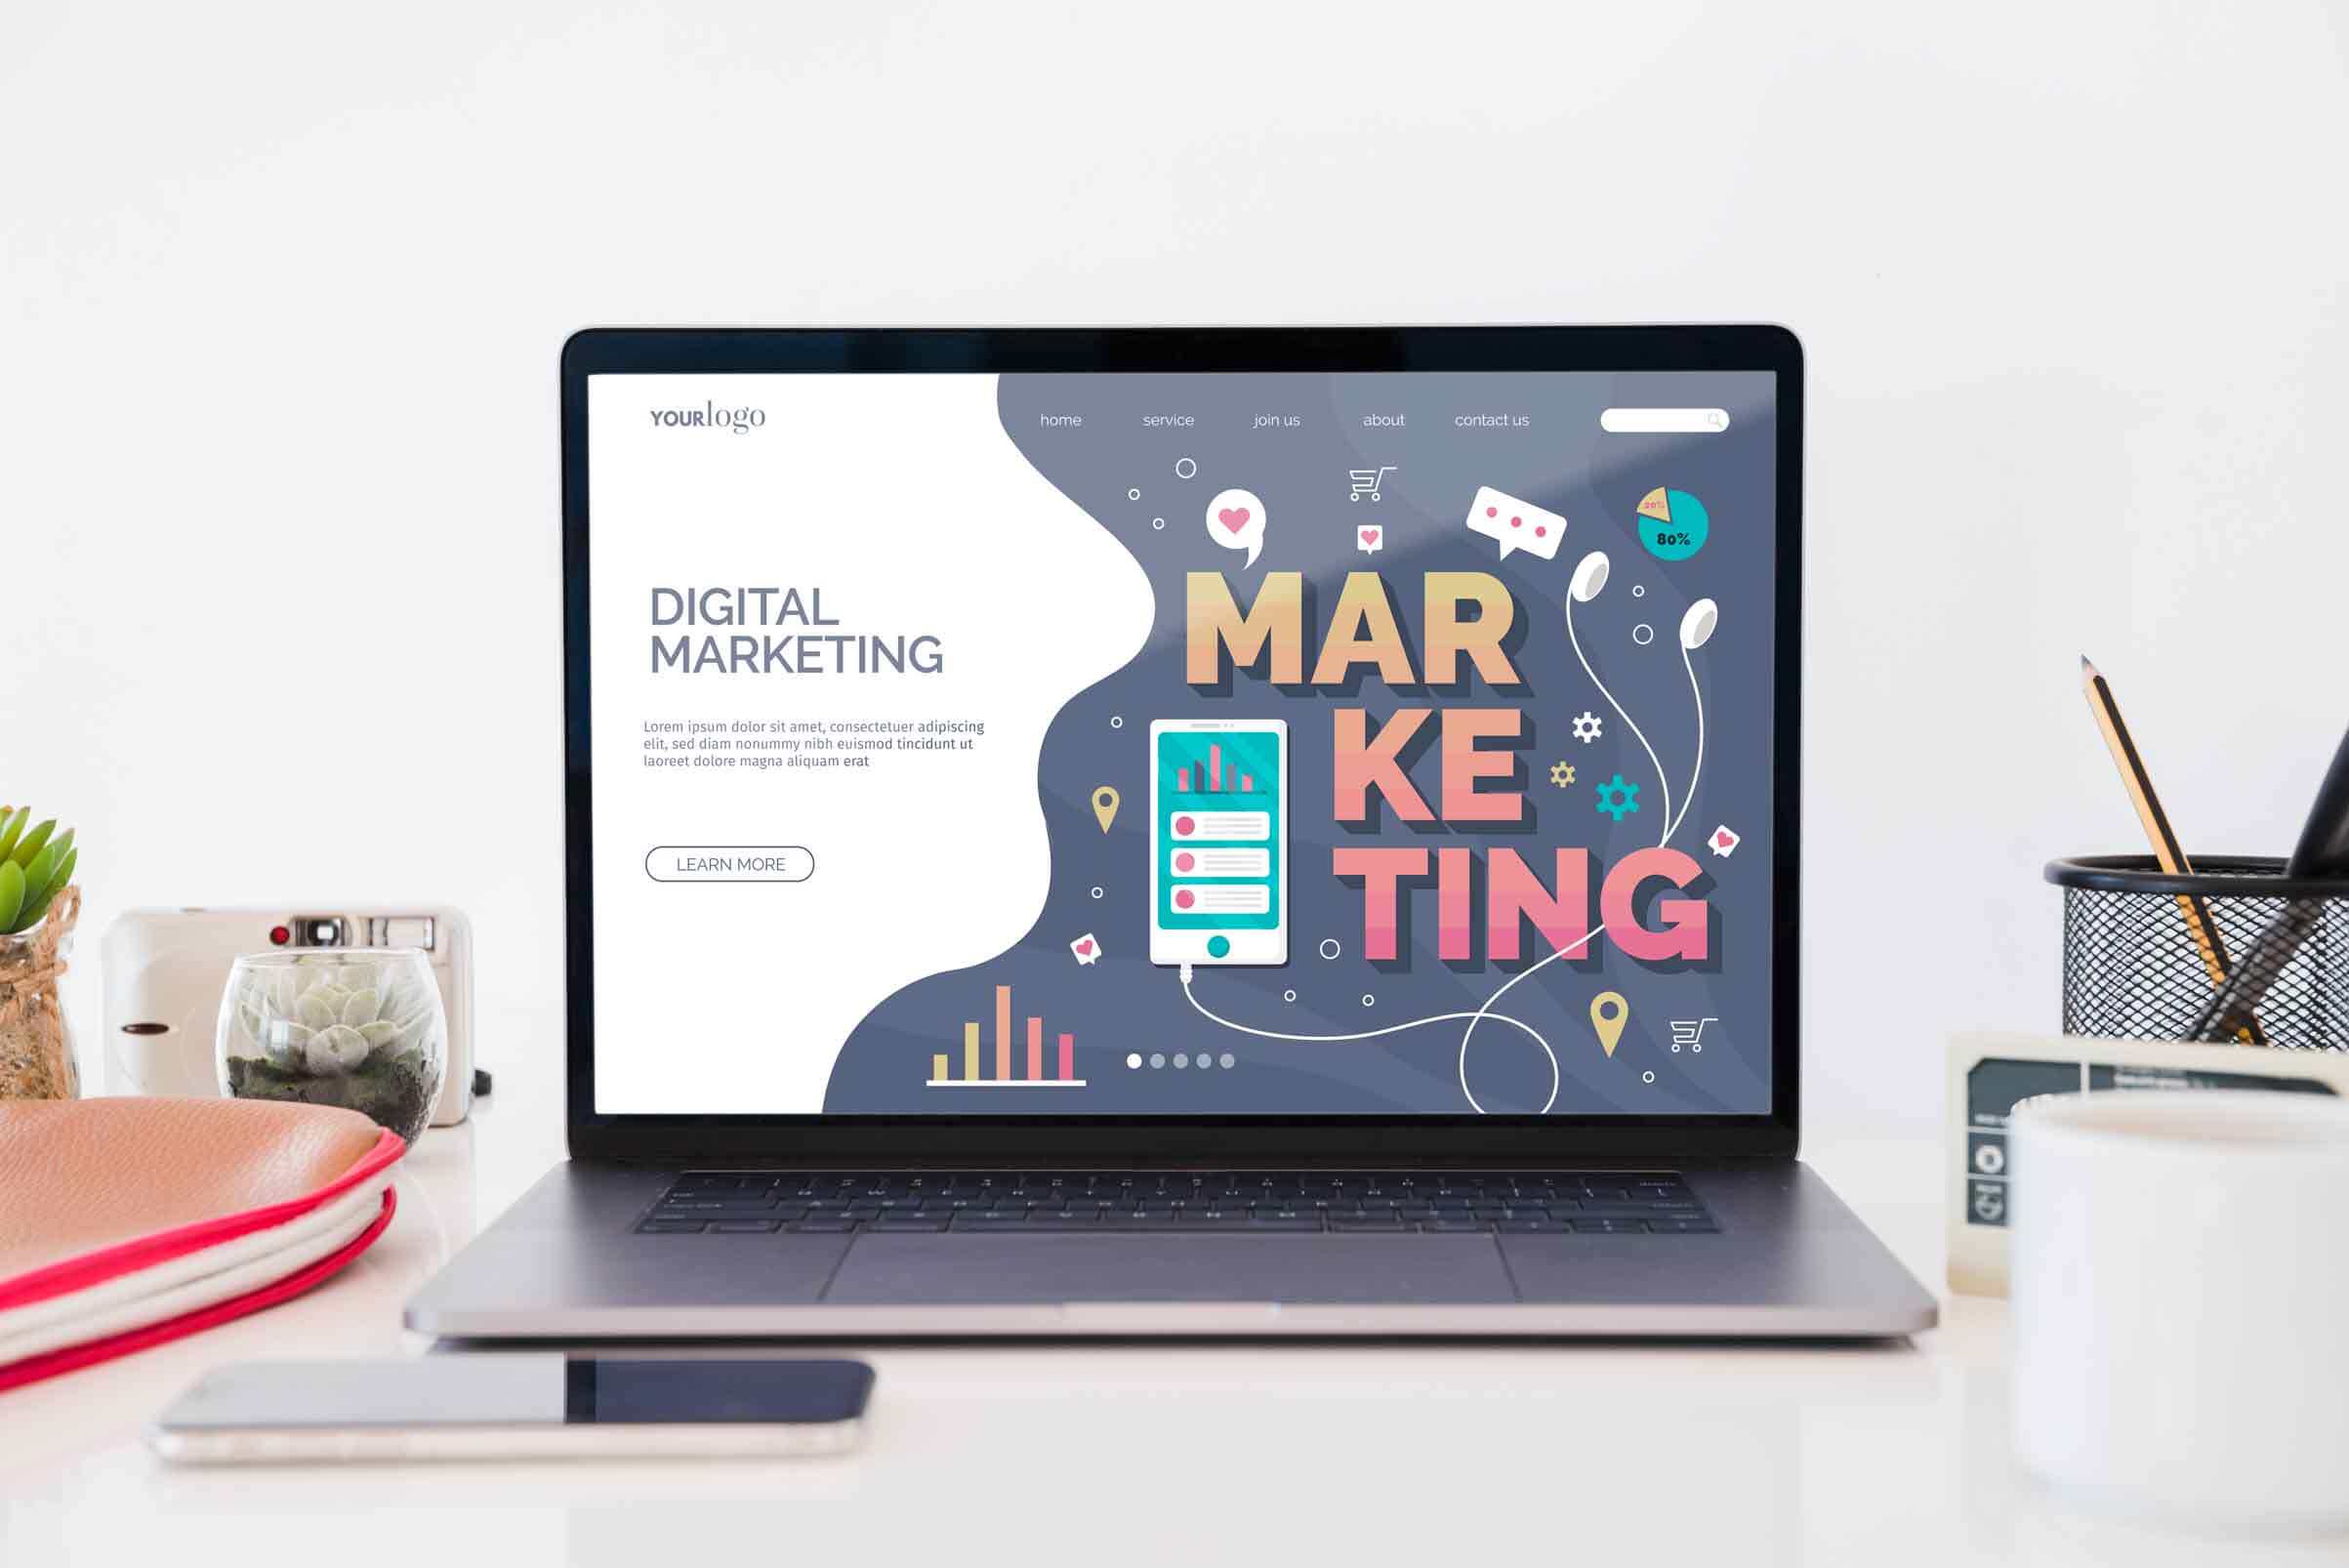 YOURlogo
home service join us about contact us
DIGITAL
MARKETING
Lorem ipsum dolor sit amet, consectetuer adipiscing
elit, sed diam nonummy nibh euismod tincidunt ut
laoreet dolore magna aliquam erat
LEARN MORE
20%
80%
MAR
KE
TING